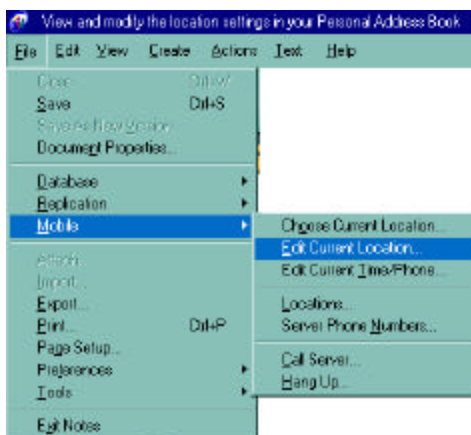 View and modify the location settings in your Personal Address Book
File Edit View Create Actions Text Help
Close Ctrl+W
Save Ctrl+S
Save As New Version
Document Properties...
Database
Replication
Mobile
Choose Current Location...
Edit Current Location...
Edit Current Time/Phone...
Locations...
Server Phone Numbers...
Call Server...
Hang Up...
Attach...
Import...
Export...
Print... Ctrl+P
Page Setup...
Preferences
Tools
Exit Notes